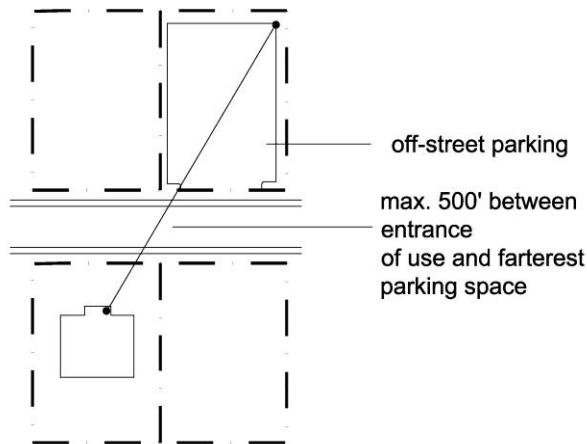 off-street parking
max. 500' between
entrance
of use and farterest
parking space